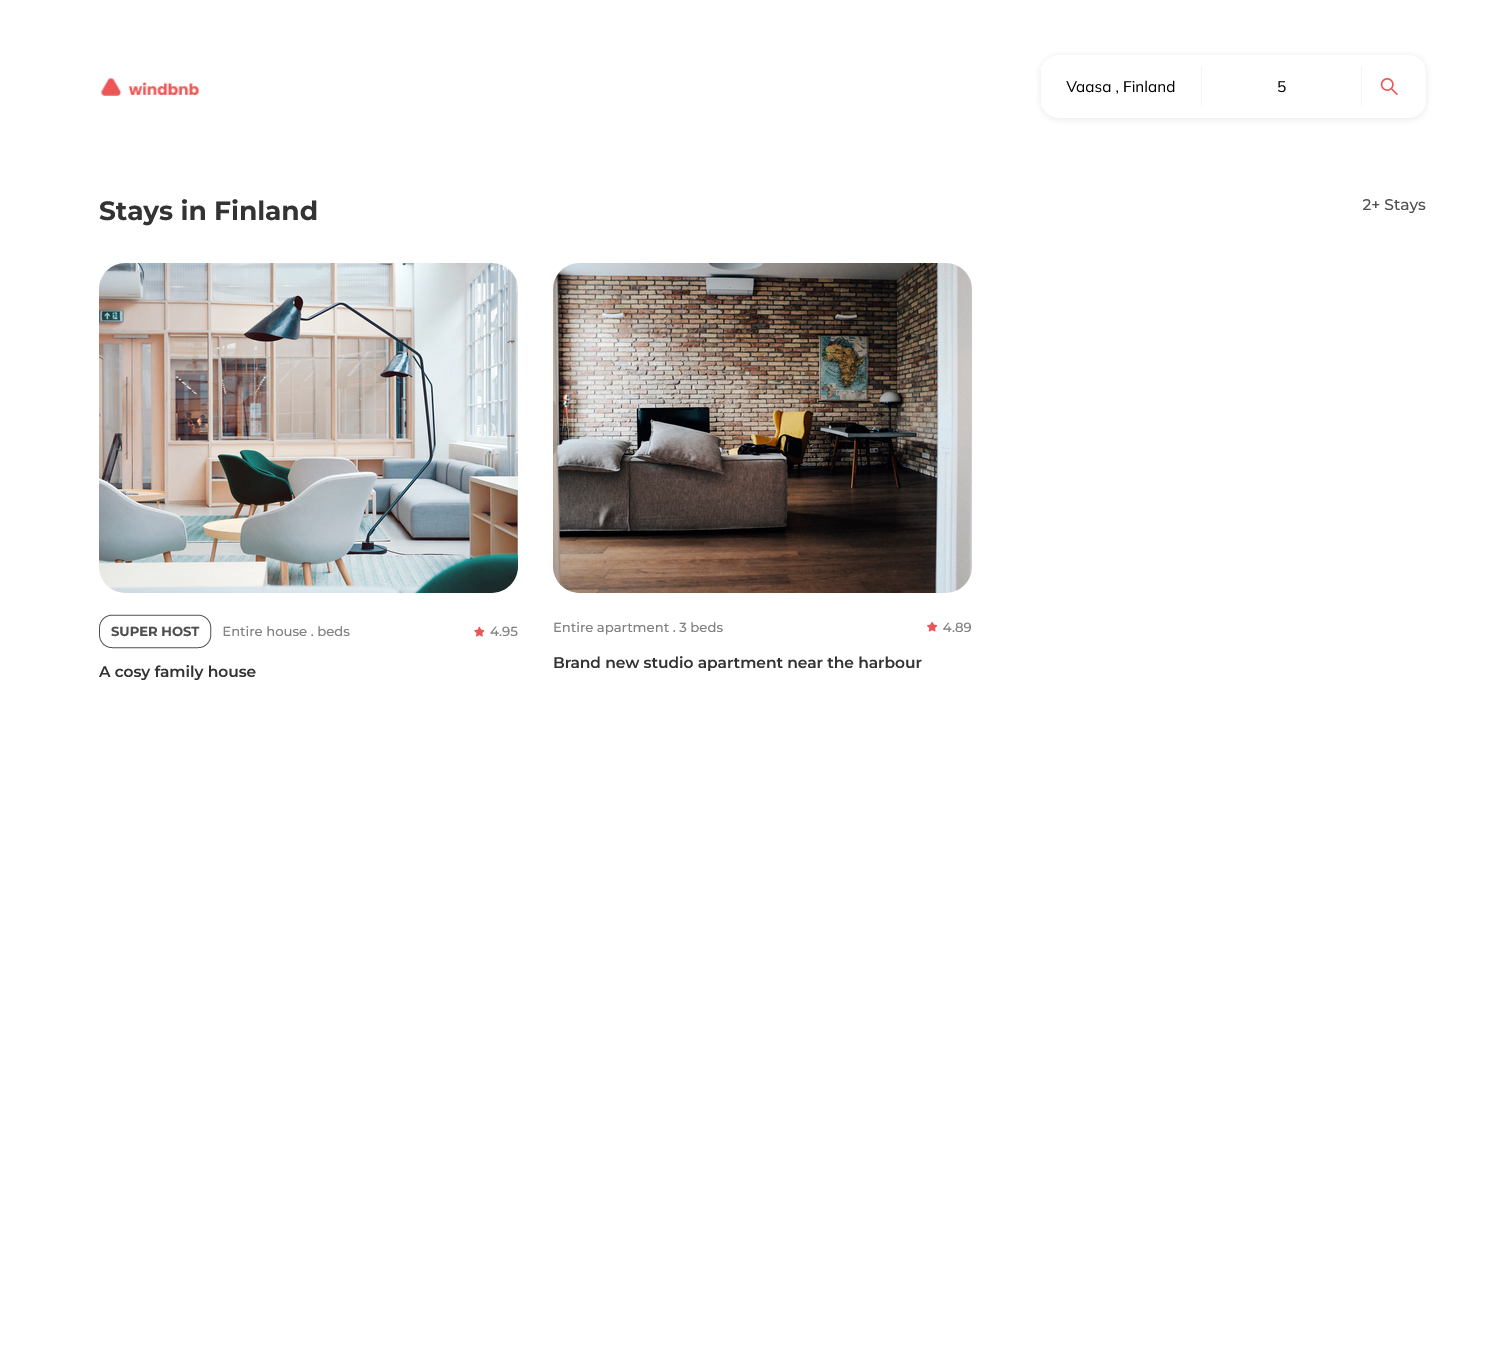 windbnb
Vaasa , Finland
5
Stays in Finland
2+ Stays
SUPER HOST
Entire house . beds
4.95
A cosy family house
Entire apartment . 3 beds
4.89
Brand new studio apartment near the harbour